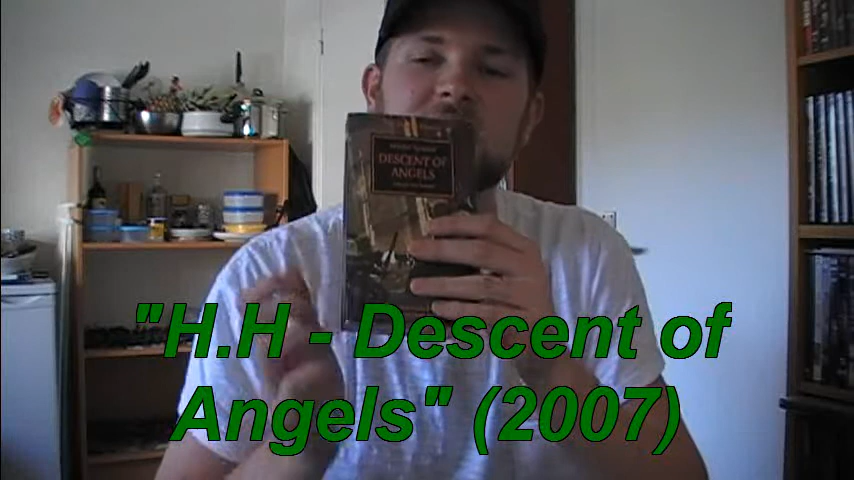 DESCENT OF
ANGELS
"H.H - Descent of
Angels" (2007)